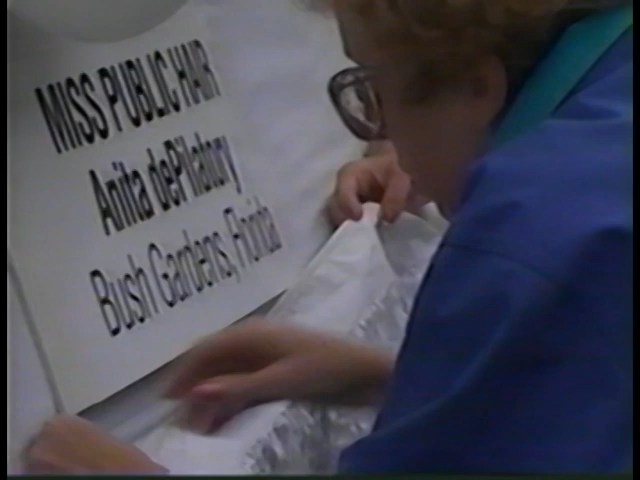 MISS PUBLIC HAIR
Anita dePilatory
Bush Gardens, Florida